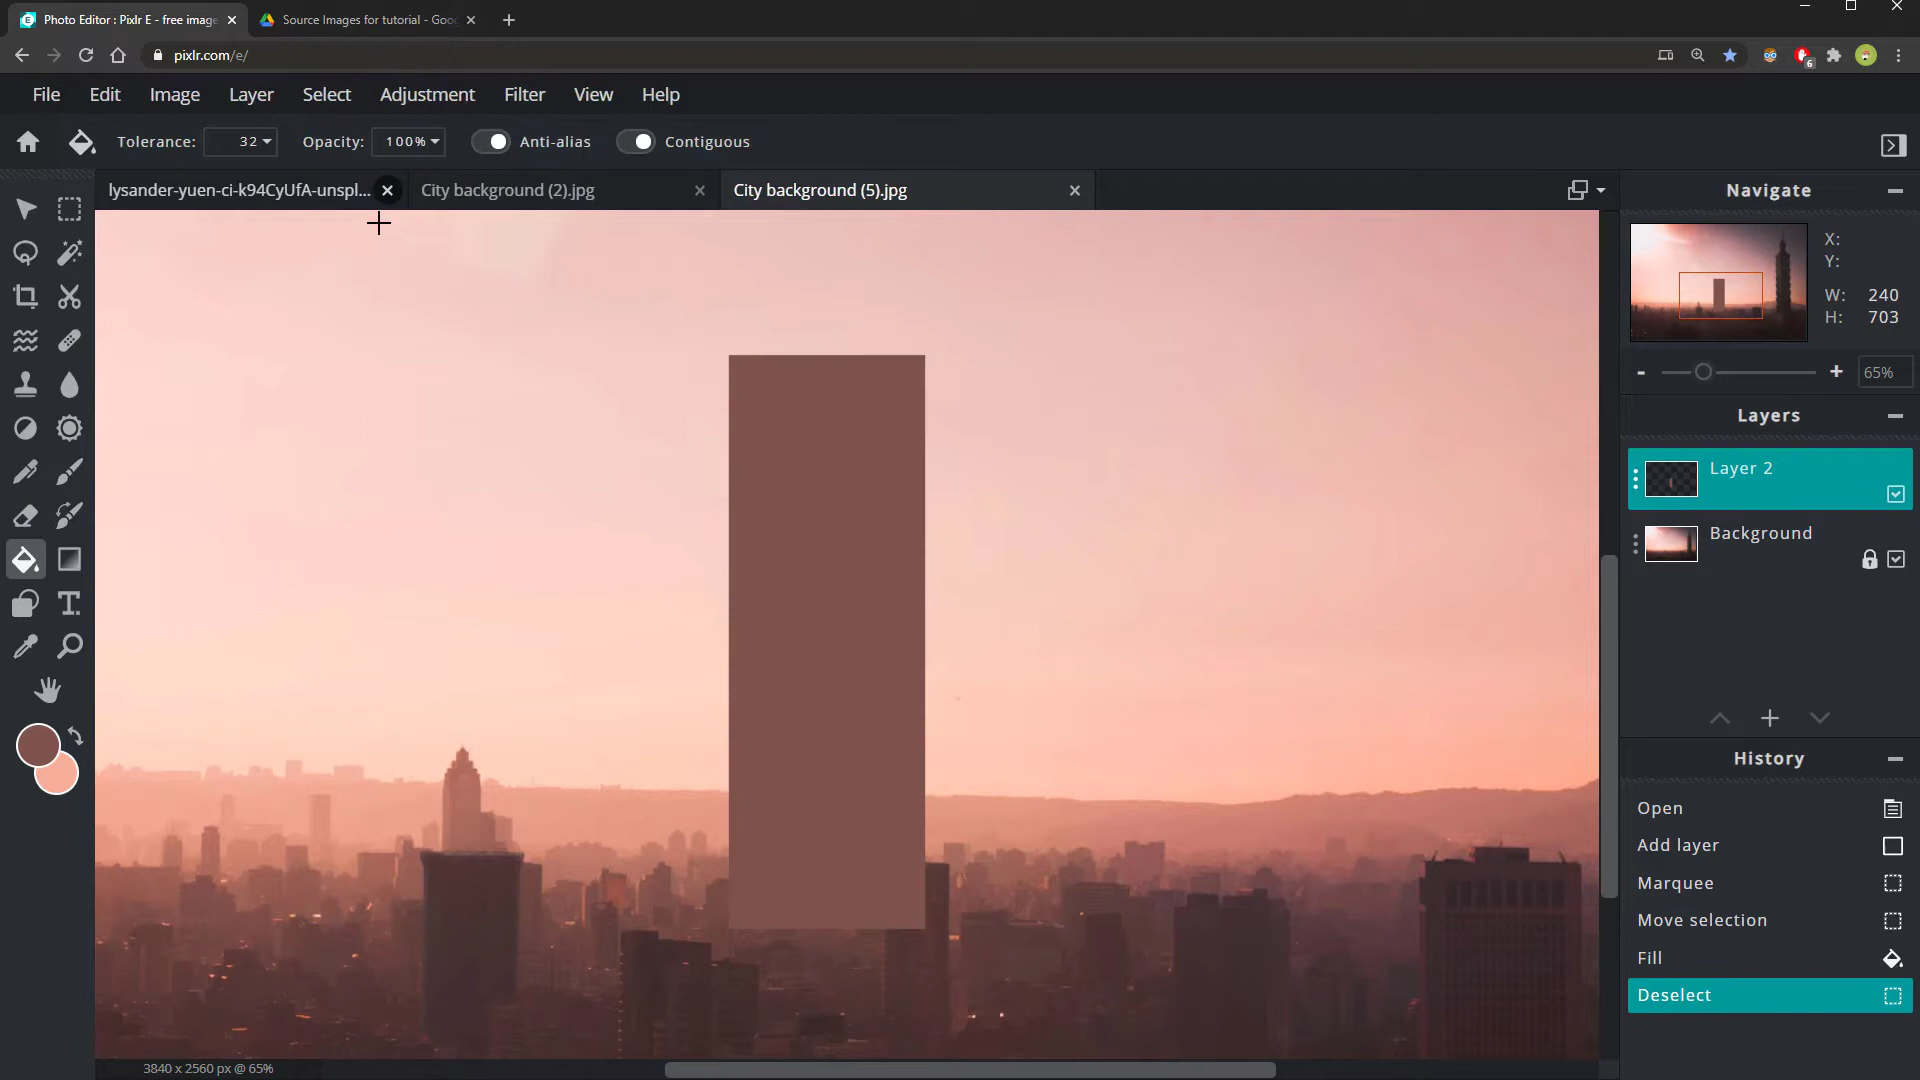 Photo Editor : Pixlr E - free image
Source Images for tutorial - Goo
pixlr.com/e/
6
File Edit Image Layer Select Adjustment Filter View Help
Tolerance: 32 Opacity: 100% Anti-alias Contiguous
lysander-yuen-ci-k94CyUfA-unspl...
City background (2).jpg
City background (5).jpg
Navigate
X:
Y:
W: 240
H: 703
- + 65%
Layers
Layer 2
Background
History
Open
Add layer
Marquee
Move selection
Fill
Deselect
T
3840 x 2560 px @ 65%